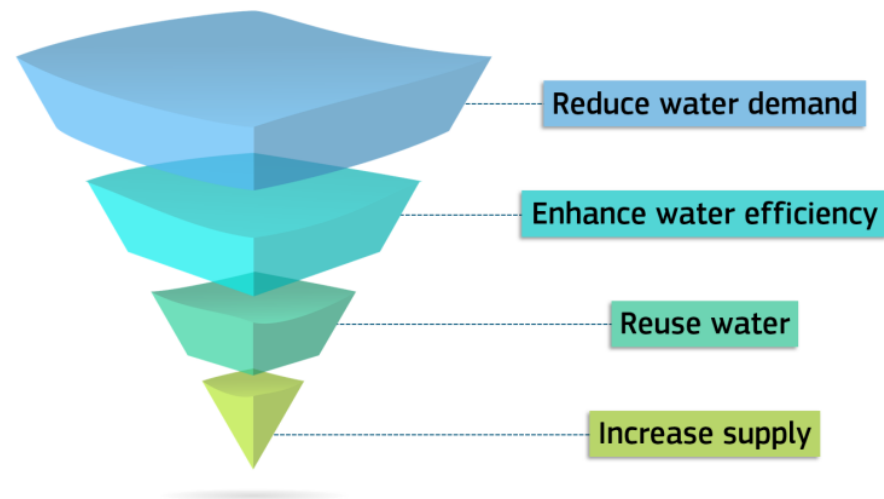 Reduce water demand
Enhance water efficiency
Reuse water
Increase supply